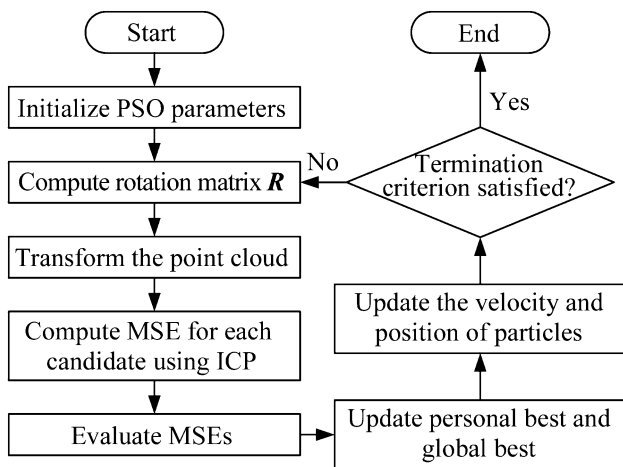 Start
Initialize PSO parameters
Compute rotation matrix R
Transform the point cloud
Compute MSE for each
candidate using ICP
Evaluate MSEs
Update personal best and
global best
Update the velocity and
position of particles
Termination
criterion satisfied?
No
Yes
End